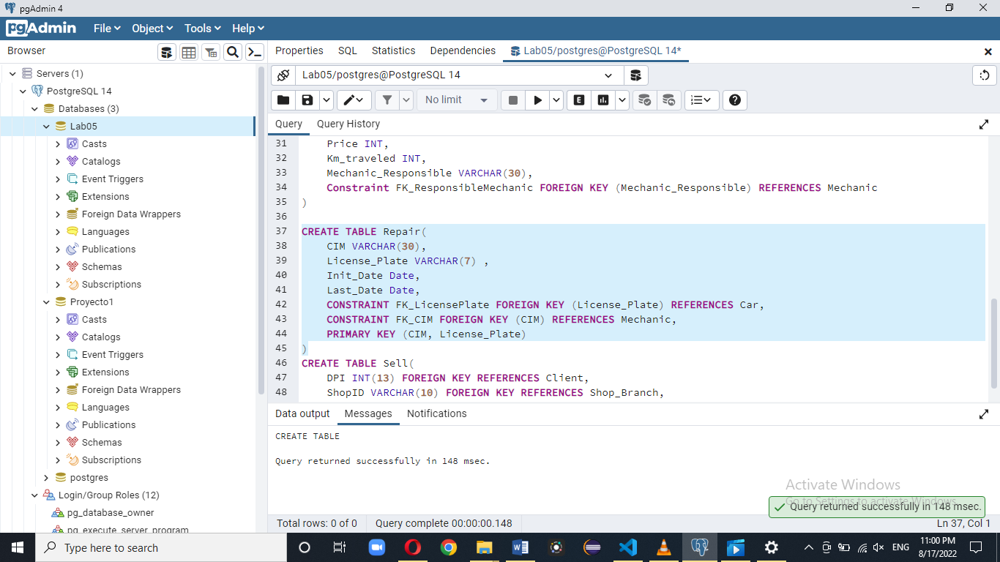 pgAdmin 4
pgAdmin File Object Tools Help
Browser
Properties SQL Statistics Dependencies Lab05/postgres@PostgreSQL 14*
Servers (1)
PostgreSQL 14
Databases (3)
Lab05
Casts
Catalogs
Event Triggers
Extensions
Foreign Data Wrappers
Languages
Publications
Schemas
Subscriptions
Proyecto1
Casts
Catalogs
Event Triggers
Extensions
Foreign Data Wrappers
Languages
Publications
Schemas
Subscriptions
postgres
Login/Group Roles (12)
pg_database_owner
pg_execute_server_program
Lab05/postgres@PostgreSQL 14
No limit
Query Query History
31 Price INT,
32 Km_traveled INT,
33 Mechanic_Responsible VARCHAR(30),
34 Constraint FK_ResponsibleMechanic FOREIGN KEY (Mechanic_Responsible) REFERENCES Mechanic
35 )
36
37 CREATE TABLE Repair(
38 CIM VARCHAR(30),
39 License_Plate VARCHAR(7) ,
40 Init_Date Date,
41 Last_Date Date,
42 CONSTRAINT FK_LicensePlate FOREIGN KEY (License_Plate) REFERENCES Car,
43 CONSTRAINT FK_CIM FOREIGN KEY (CIM) REFERENCES Mechanic,
44 PRIMARY KEY (CIM, License_Plate)
45 )
46 CREATE TABLE Sell(
47 DPI INT(13) FOREIGN KEY REFERENCES Client,
48 ShopID VARCHAR(10) FOREIGN KEY REFERENCES Shop_Branch,
Data output Messages Notifications
CREATE TABLE
Query returned successfully in 148 msec.
Activate Windows
Go to Settings to activate Windows.
Query returned successfully in 148 msec.
Total rows: 0 of 0 Query complete 00:00:00.148 Ln 37, Col 1
Type here to search
ENG
11:00 PM
8/17/2022